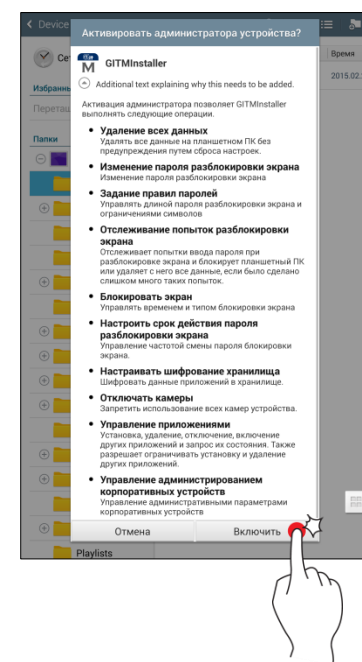 Device
Активировать администратора устройства?
Се
Время
GITMInstaller
2015.02.
Additional text explaining why this needs to be added.
Избранны
Перетащ
Активация администратора позволяет GITMInstaller
выполнять следующие операции.
Папки
• Удаление всех данных
Удалять все данные на планшетном ПК без
предупреждения путем сброса настроек.
• Изменение пароля разблокировки экрана
Изменение пароля разблокировки экрана
• Задание правил паролей
Управлять длиной пароля разблокировки экрана и
ограничениями символов
• Отслеживание попыток разблокировки
экрана
Отслеживает попытки ввода пароля при
разблокировке экрана и блокирует планшетный ПК
или удаляет с него все данные, если было сделано
слишком много таких попыток.
• Блокировать экран
Управлять временем и типом блокировки экрана
• Настроить срок действия пароля
разблокировки экрана
Управление частотой смены пароля блокировки
экрана.
• Настраивать шифрование хранилища
Шифровать данные приложений в хранилище.
• Отключать камеры
Запретить использование всех камер устройства.
• Управление приложениями
Установка, удаление, отключение, включение
других приложений и запрос их состояния. Также
разрешает ограничивать установку и удаление
других приложений.
• Управление администрированием
корпоративных устройств
Управление административными параметрами
корпоративных устройств
Отмена
Включить
Playlists